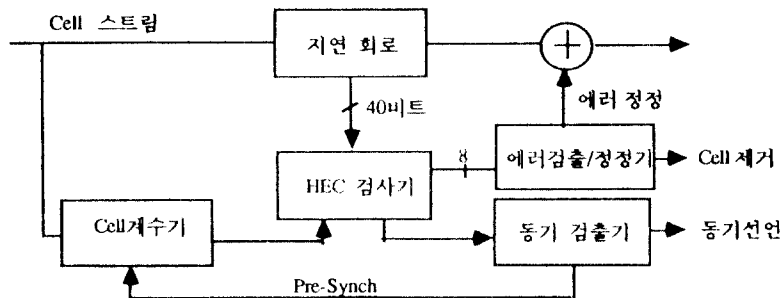 Cell 스트림
지연 회로
에러 정정
40비트
8
에러검출/정정기
Cell 제거
HEC 검사기
Cell계수기
동기 검출기
동기선언
Pre-Synch